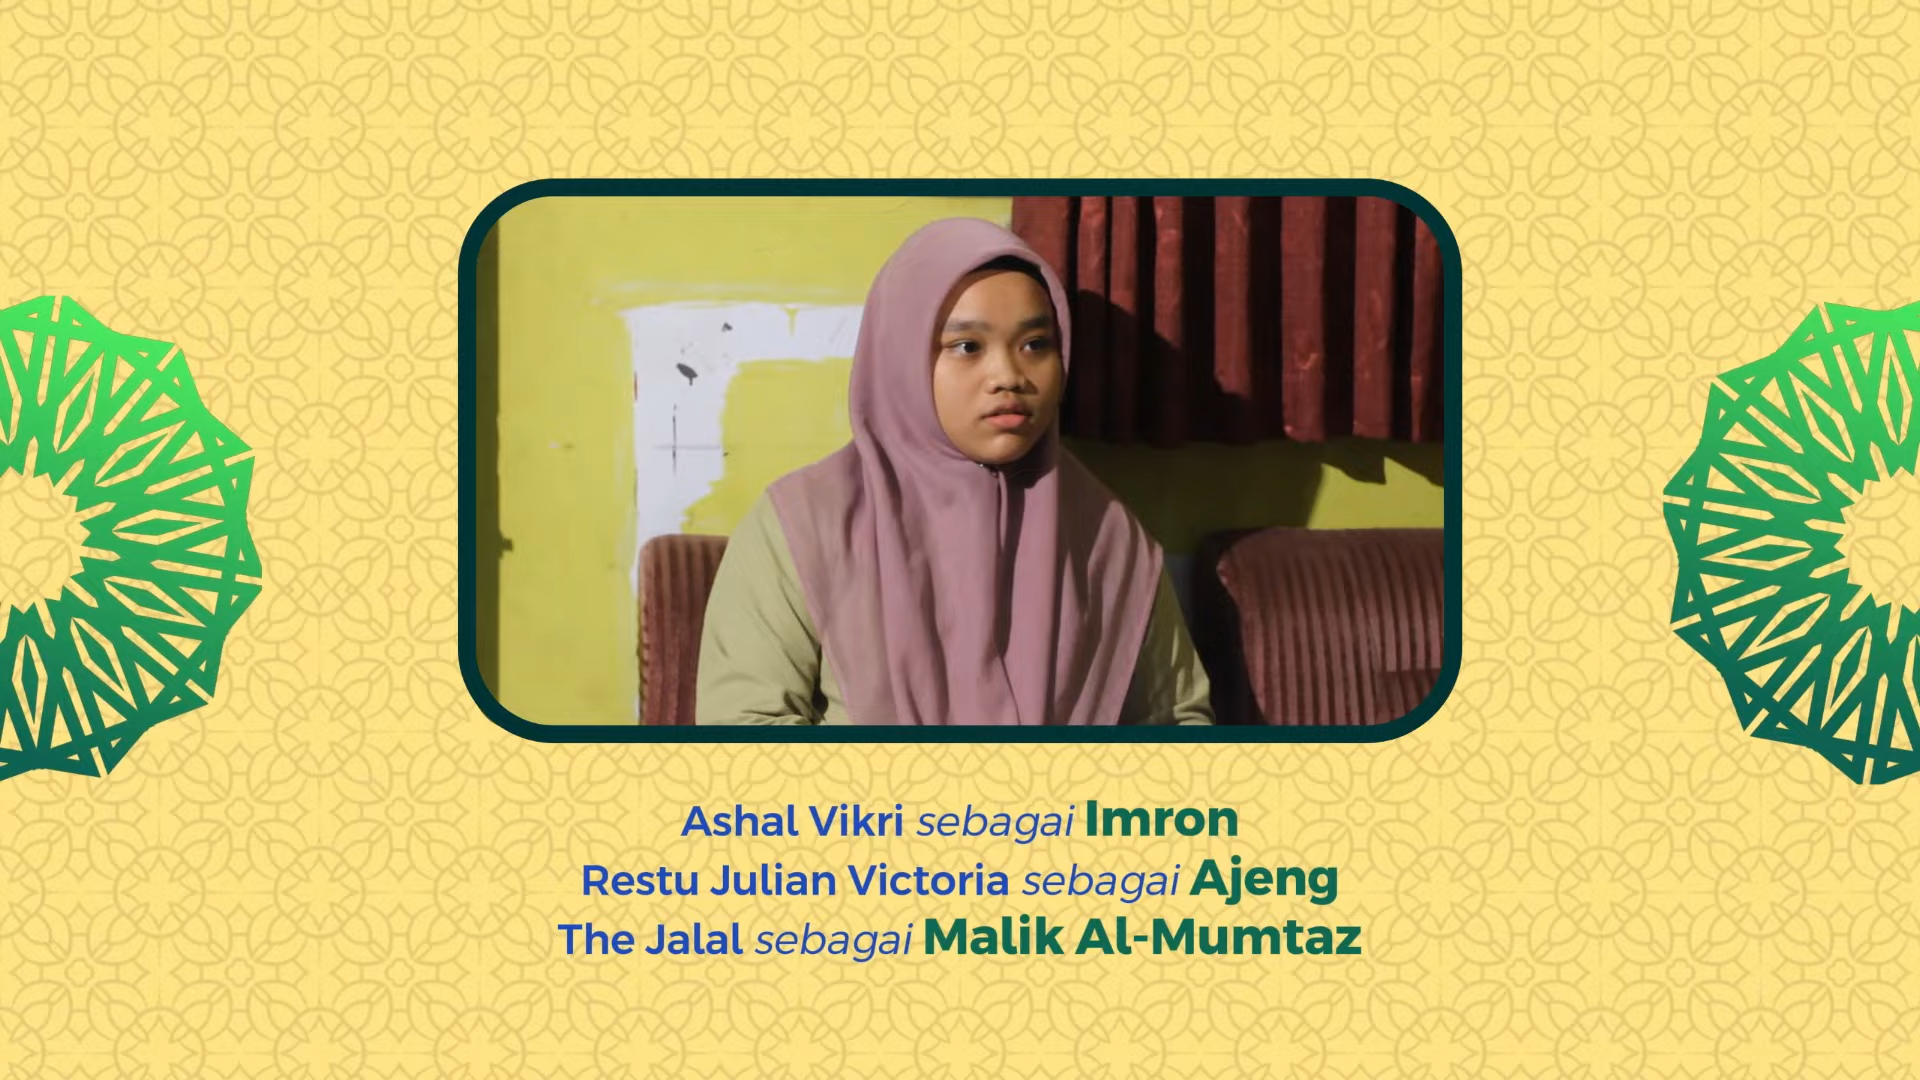 Ashal Vikri sebagai Imron
Restu Julian Victoria sebagai Ajeng
The Jalal sebagai Malik Al-Mumtaz